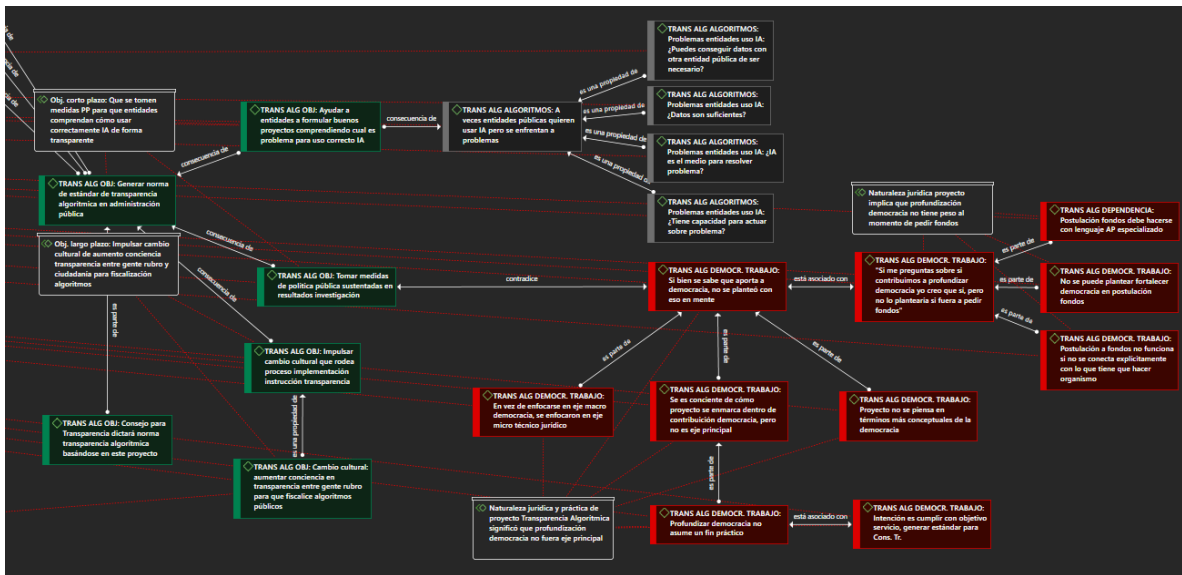 TRANS ALG ALGORITMOS:
Problemas entidades uso IA:
¿Puedes conseguir datos con
otra entidad pública de ser
necesario?
es una propiedad de
Obj. corto plazo: Que se tomen
medidas PP para que entidades
comprendan cómo usar
correctamente IA de forma
transparente
TRANS ALG OBJ: Ayudar a
entidades a formular buenos
proyectos comprendiendo cual es
problema para uso correcto IA
consecuencia de
TRANS ALG ALGORITMOS: A
veces entidades públicas quieren
usar IA pero se enfrentan a
problemas
es una propiedad de
TRANS ALG ALGORITMOS:
Problemas entidades uso IA:
¿Datos son suficientes?
es una propiedad de
TRANS ALG ALGORITMOS:
Problemas entidades uso IA: ¿IA
es el medio para resolver
problema?
es una propiedad de
TRANS ALG ALGORITMOS:
Problemas entidades uso IA:
¿Tiene capacidad para actuar
sobre problema?
consecuencia de
TRANS ALG OBJ: Generar norma
de estándar de transparencia
algorítmica en administración
pública
Naturaleza jurídica proyecto
implica que profundización
democracia no tiene peso al
momento de pedir fondos
TRANS ALG DEPENDENCIA:
Postulación fondos debe hacerse
con lenguaje AP especializado
es parte de
Obj. largo plazo: Impulsar cambio
cultural de aumento conciencia
transparencia entre gente rubro y
ciudadanía para fiscalización
algoritmos
consecuencia de
consecuencia de
TRANS ALG OBJ: Tomar medidas
de política pública sustentadas en
resultados investigación
contradice
TRANS ALG DEMOCR. TRABAJO:
Si bien se sabe que aporta a
democracia, no se planteó con
eso en mente
está asociado con
TRANS ALG DEMOCR. TRABAJO:
"Si me preguntas sobre si
contribuimos a profundizar
democracia yo creo que si, pero
no lo plantearía si fuera a pedir
fondos"
es parte de
TRANS ALG DEMOCR. TRABAJO:
No se puede plantear fortalecer
democracia en postulación
fondos
es parte de
TRANS ALG DEMOCR. TRABAJO:
Postulación a fondos no funciona
si no se conecta explícitamente
con lo que tiene que hacer
organismo
es parte de
TRANS ALG OBJ: Impulsar
cambio cultural que rodea
proceso implementación
instrucción transparencia
es parte de
es parte de
es parte de
TRANS ALG DEMOCR. TRABAJO:
En vez de enfocarse en eje macro
democracia, se enfocaron en eje
micro técnico jurídico
TRANS ALG DEMOCR. TRABAJO:
Se es conciente de cómo
proyecto se enmarca dentro de
contribución democracia, pero
no es eje principal
TRANS ALG DEMOCR. TRABAJO:
Proyecto no se piensa en
términos más conceptuales de la
democracia
TRANS ALG OBJ: Consejo para
Transparencia dictará norma
transparencia algorítmica
basándose en este proyecto
es una propiedad de
TRANS ALG OBJ: Cambio cultural:
aumentar conciencia en
transparencia entre gente rubro
para que fiscalice algoritmos
públicos
es parte de
Naturaleza jurídica y práctica de
proyecto Transparencia Algorítmica
significó que profundización
democracia no fuera eje principal
TRANS ALG DEMOCR. TRABAJO:
Profundizar democracia no
asume un fin práctico
está asociado con
TRANS ALG DEMOCR. TRABAJO:
Intención es cumplir con objetivo
servicio, generar estándar para
Cons. Tr.